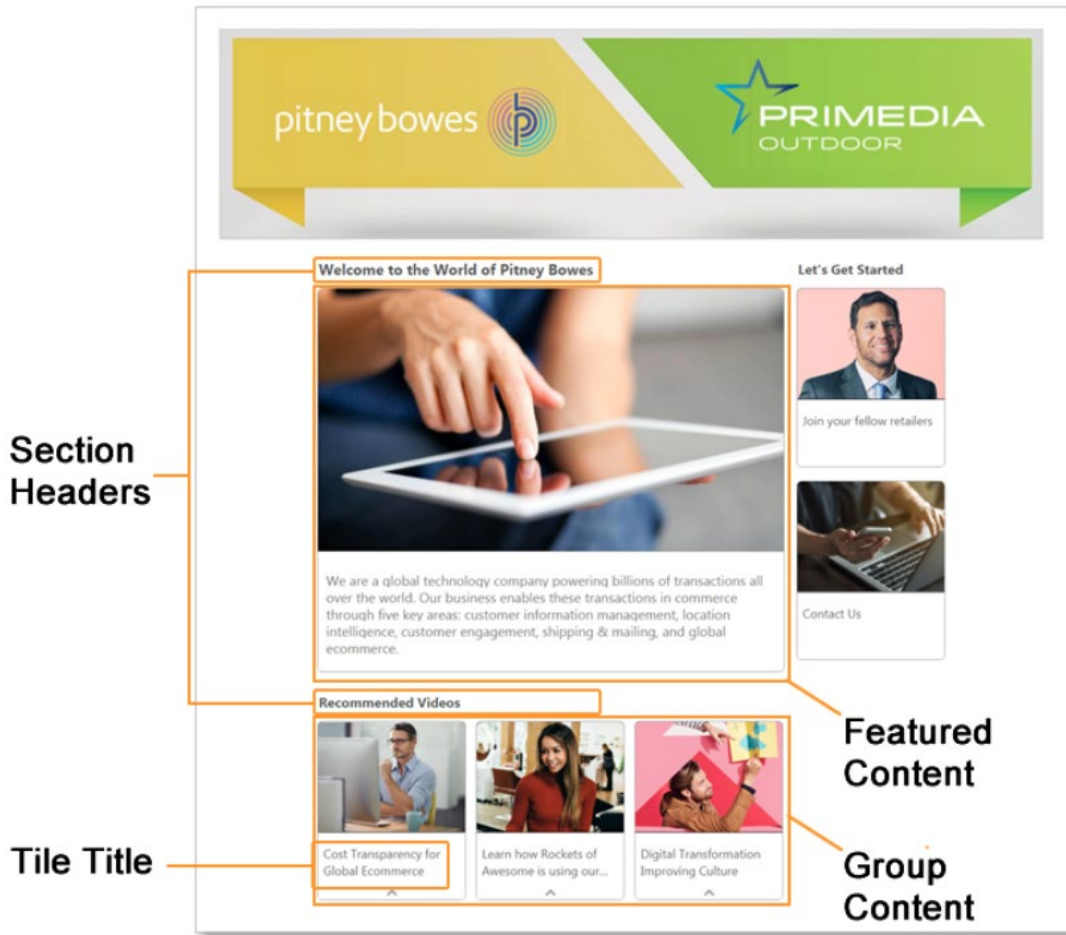 pitney bowes
PRIMEDIA
OUTDOOR
Welcome to the World of Pitney Bowes
Let's Get Started
Join your fellow retailers
Section
Headers
We are a global technology company powering billions of transactions all
over the world. Our business enables these transactions in commerce
through five key areas: customer information management, location
intelligence, customer engagement, shipping & mailing, and global
ecommerce.
Contact Us
Recommended Videos
Featured
Content
Tile Title
Cost Transparency for
Global Ecommerce
Learn how Rockets of
Awesome is using our...
Digital Transformation
Improving Culture
Group
Content